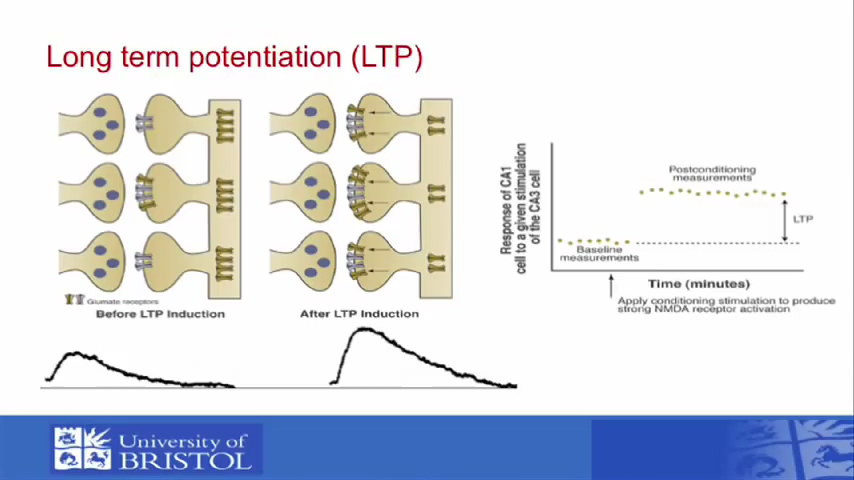 Long term potentiation (LTP)
Glumate receptors
Before LTP Induction
After LTP Induction
Response of CA1
cell to a given stimulation
of the CA3 cell
Postconditioning
measurements
LTP
Baseline
measurements
Time (minutes)
Apply conditioning stimulation to produce
strong NMDA receptor activation
University of
BRISTOL